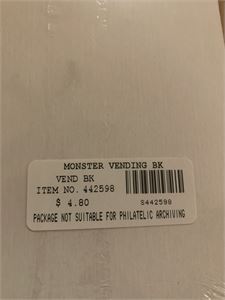 MONSTER VENDING BK
VEND BK
ITEM NO. 442598
$ 4.80
S442598
PACKAGE NOT SUITABLE FOR PHILATELIC ARCHIVING